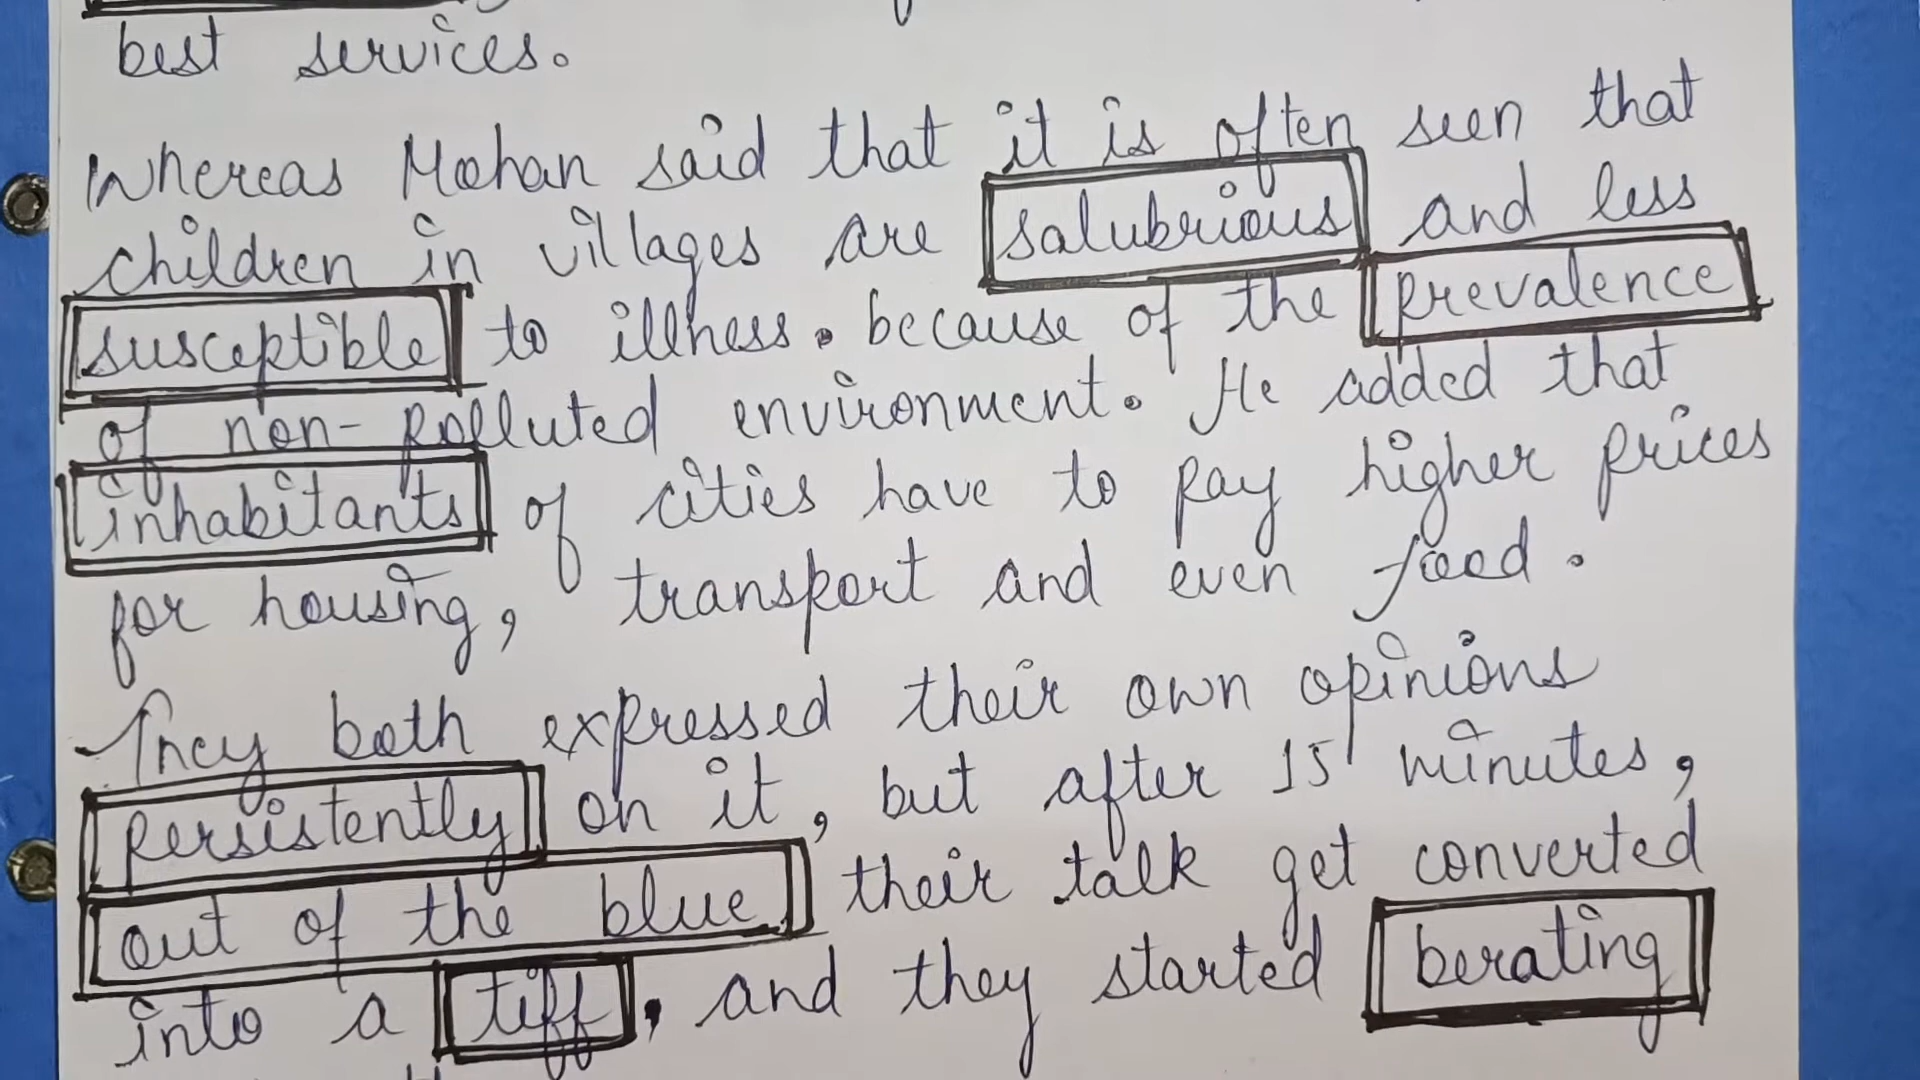 best services.
Whereas Mohan said that it is often seen that
children in villages are salubrious and less
susceptible to illness. because of the prevalence
of non-polluted environment. He added that
inhabitants of cities have to pay higher prices
for housing, transport and even food.
They both expressed their own opinions
persistently on it, but after 15 minutes,
out of the blue their talk get converted
into a tiff, and they started berating